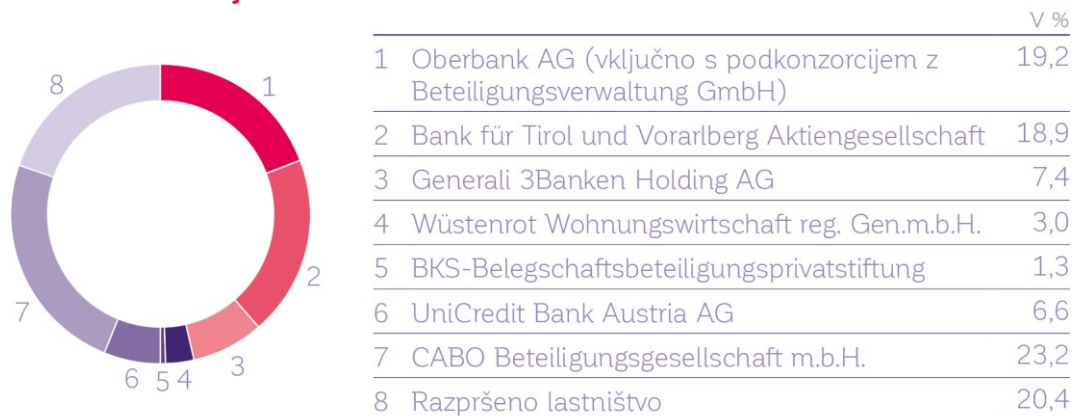 V %
1 Oberbank AG (vključno s podkonzorcijem z 19,2
Beteiligungsverwaltung GmbH)
2 Bank für Tirol und Vorarlberg Aktiengesellschaft 18,9
3 Generali 3Banken Holding AG 7,4
4 Wüstenrot Wohnungswirtschaft reg. Gen.m.b.H. 3,0
5 BKS-Belegschaftsbeteiligungsprivatstiftung 1,3
6 UniCredit Bank Austria AG 6,6
7 CABO Beteiligungsgesellschaft m.b.H. 23,2
8 Razpršeno lastništvo 20,4
8
1
2
7
3
6 5 4